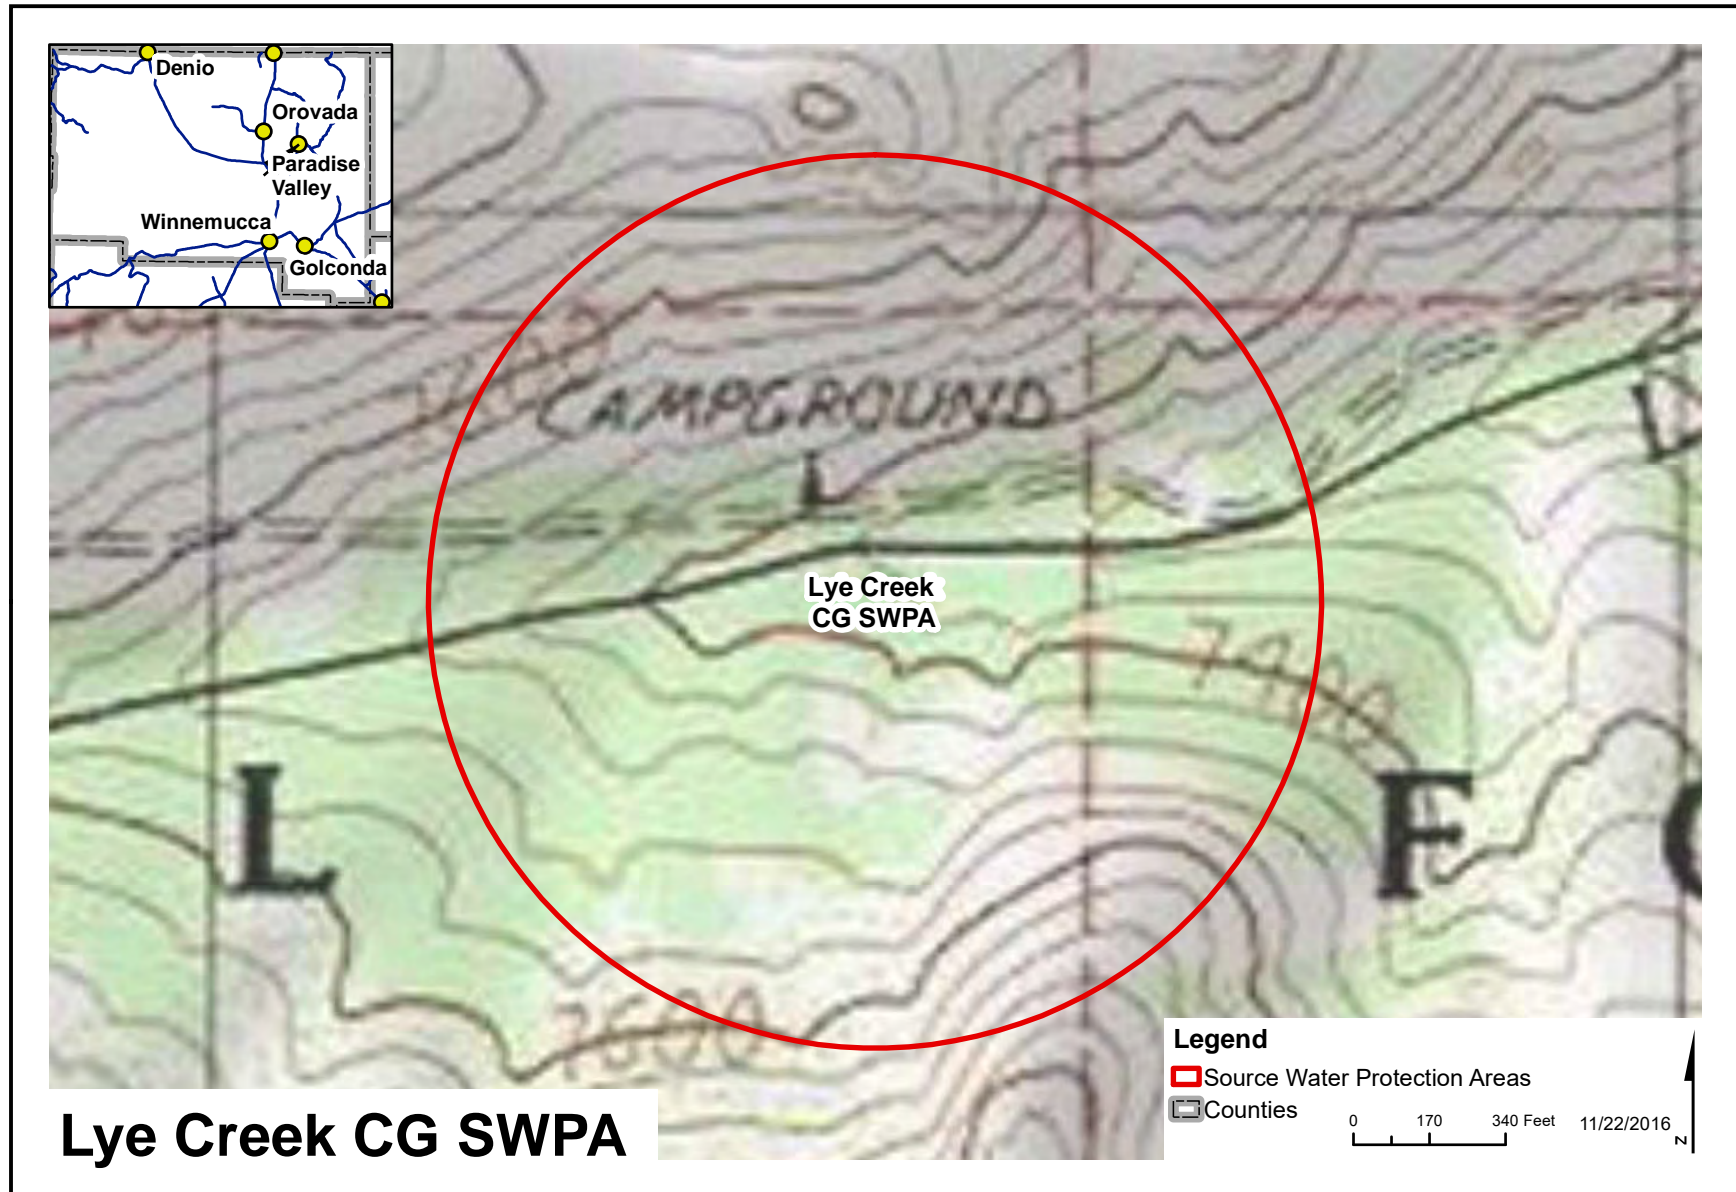 Denio
Orovada
Paradise
Valley
Winnemucca
Golconda
CAMPGROUND
Lye Creek
CG SWPA
7400
L
F
7600
Legend
Source Water Protection Areas
Counties
0 170 340 Feet
11/22/2016
N
Lye Creek CG SWPA